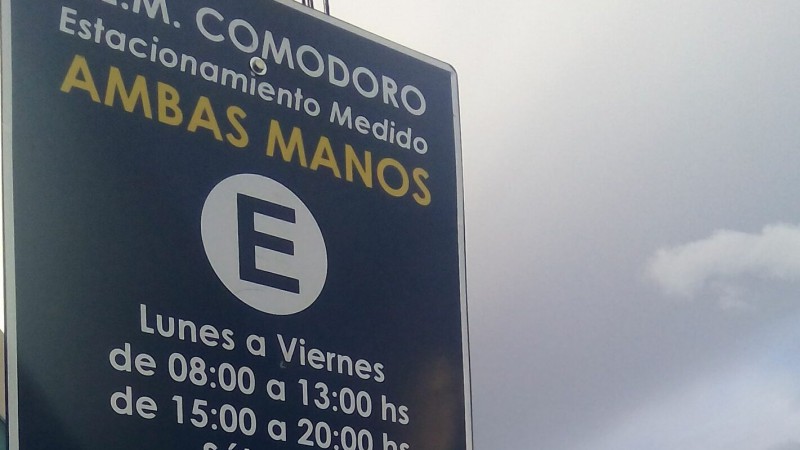 .M. COMODORO
Estacionamiento Medido
AMBAS MANOS
E
Lunes a Viernes
de 08:00 a 13:00 hs
de 15:00 a 20:00 hs